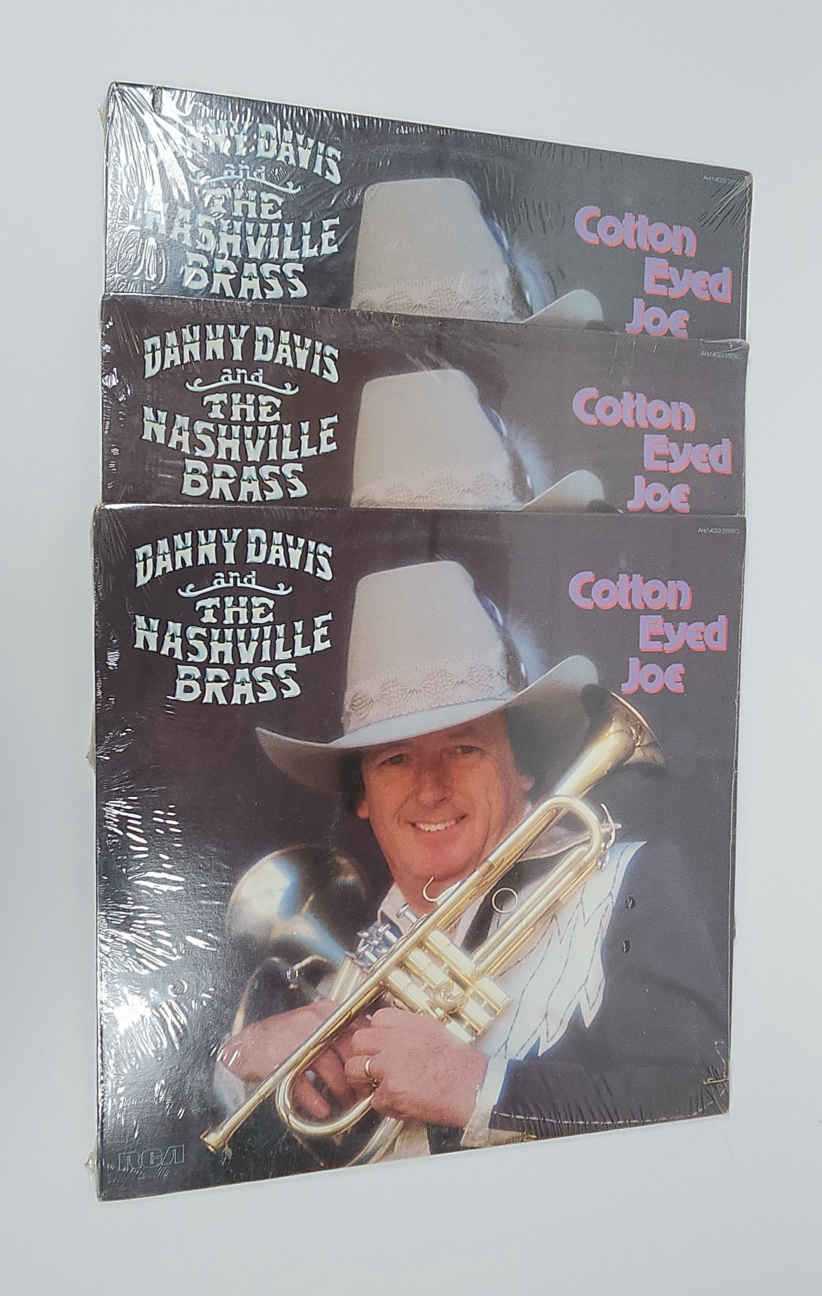 DANNY DAVIS
and
THE
NASHVILLE
BRASS
Cotton
Eyed
Joe
DANNY DAVIS
and
THE
NASHVILLE
BRASS
Cotton
Eyed
Joe
DANNY DAVIS
and
THE
NASHVILLE
BRASS
Cotton
Eyed
Joe
RCA